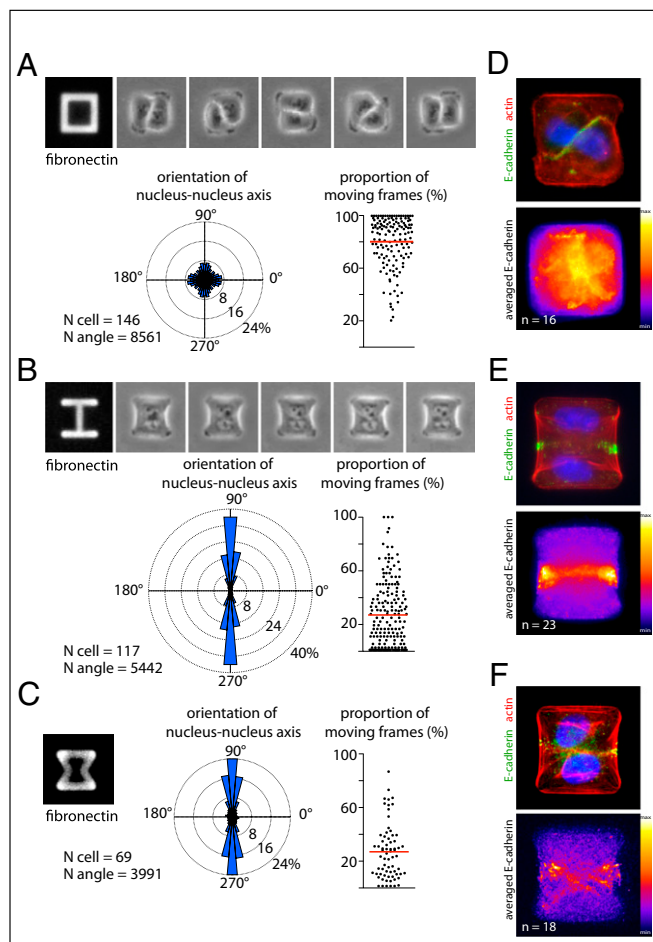 A
fibronectin
orientation of
nucleus-nucleus axis
90°
180°
0°
8
16
24%
270°
N cell = 146
N angle = 8561
proportion of
moving frames (%)
100
60
20
B
fibronectin
orientation of
nucleus-nucleus axis
90°
180°
0°
8
24
40%
270°
N cell = 117
N angle = 5442
proportion of
moving frames (%)
100
60
20
C
fibronectin
orientation of
nucleus-nucleus axis
90°
180°
0°
8
16
24%
270°
N cell = 69
N angle = 3991
proportion of
moving frames (%)
100
60
20
D
E-cadherin actin
averaged E-cadherin
n = 16
max
min
E
E-cadherin actin
averaged E-cadherin
n = 23
max
min
F
E-cadherin actin
averaged E-cadherin
n = 18
max
min